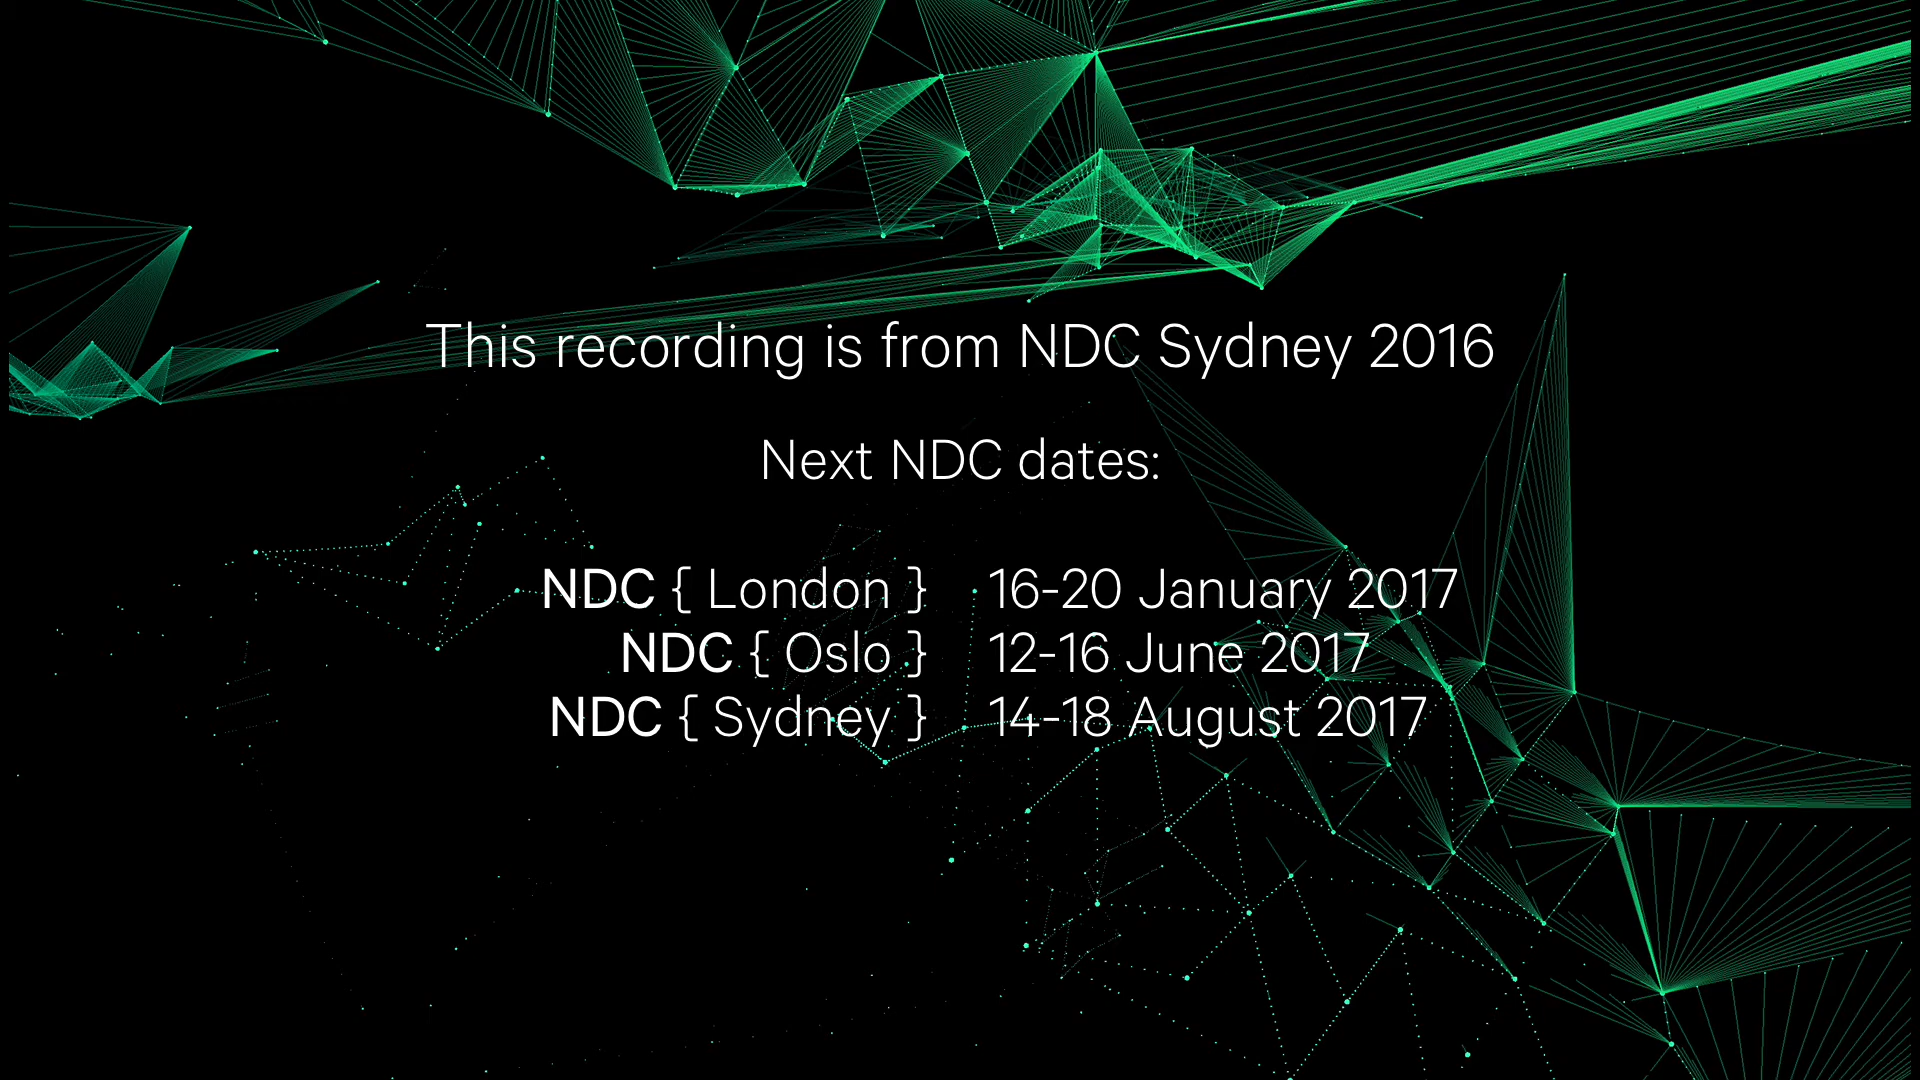 This recording is from NDC Sydney 2016
Next NDC dates:
NDC { London } 16-20 January 2017
NDC { Oslo } 12-16 June 2017
NDC { Sydney } 14-18 August 2017